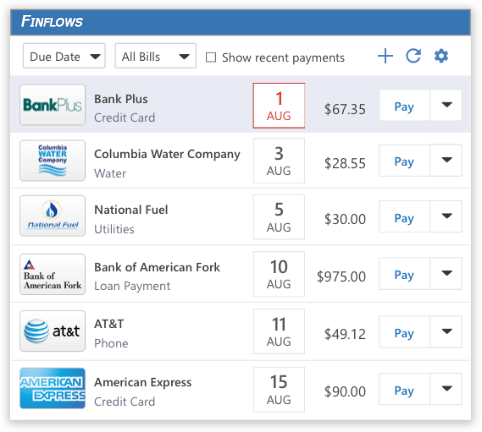 FINFLOWS
Due Date All Bills Show recent payments
BankPlus Bank Plus Credit Card 1 AUG $67.35 Pay
Columbia WATER Company Columbia Water Company Water 3 AUG $28.55 Pay
National Fuel National Fuel Utilities 5 AUG $30.00 Pay
Bank of American Fork Bank of American Fork Loan Payment 10 AUG $975.00 Pay
at&t AT&T Phone 11 AUG $49.12 Pay
AMERICAN EXPRESS American Express Credit Card 15 AUG $90.00 Pay